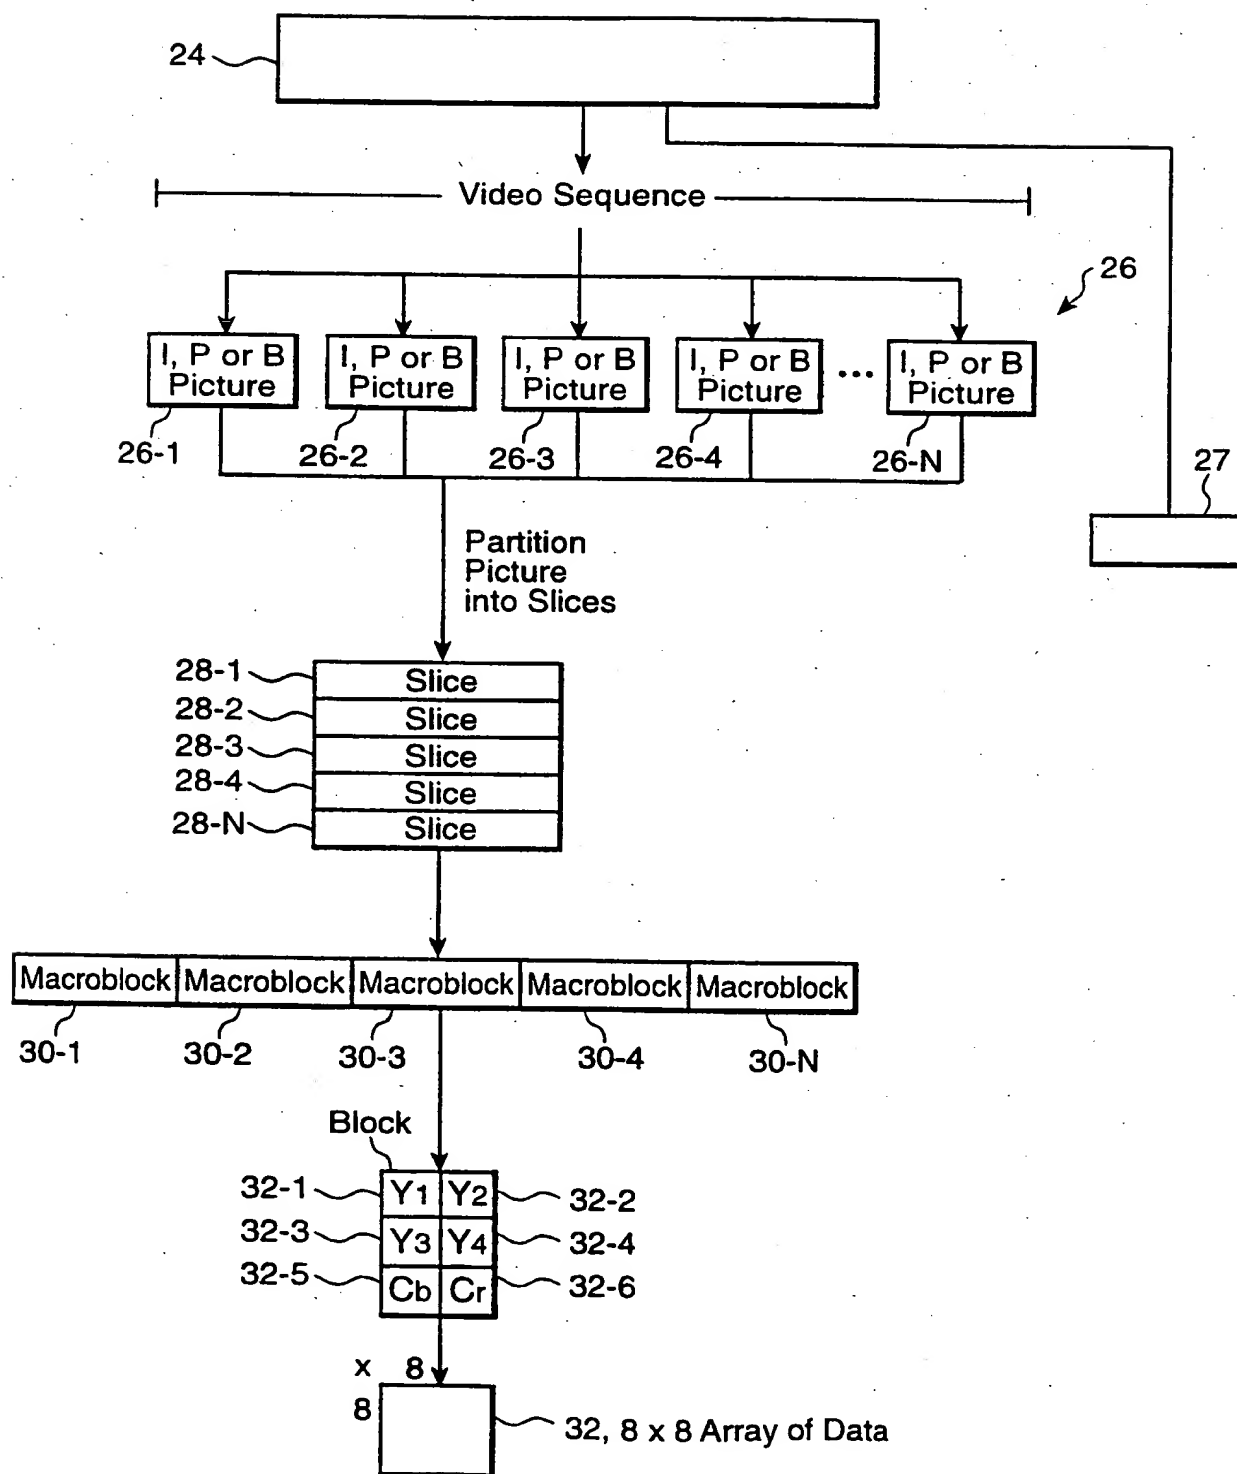 24
Video Sequence
26
I, P or B
Picture
I, P or B
Picture
I, P or B
Picture
I, P or B
Picture
...
I, P or B
Picture
26-1
26-2
26-3
26-4
26-N
27
Partition
Picture
into Slices
28-1
Slice
28-2
Slice
28-3
Slice
28-4
Slice
28-N
Slice
Macroblock
Macroblock
Macroblock
Macroblock
Macroblock
30-1
30-2
30-3
30-4
30-N
Block
32-1
Y1
Y2
32-2
32-3
Y3
Y4
32-4
32-5
Cb
Cr
32-6
x 8
8
32, 8 x 8 Array of Data